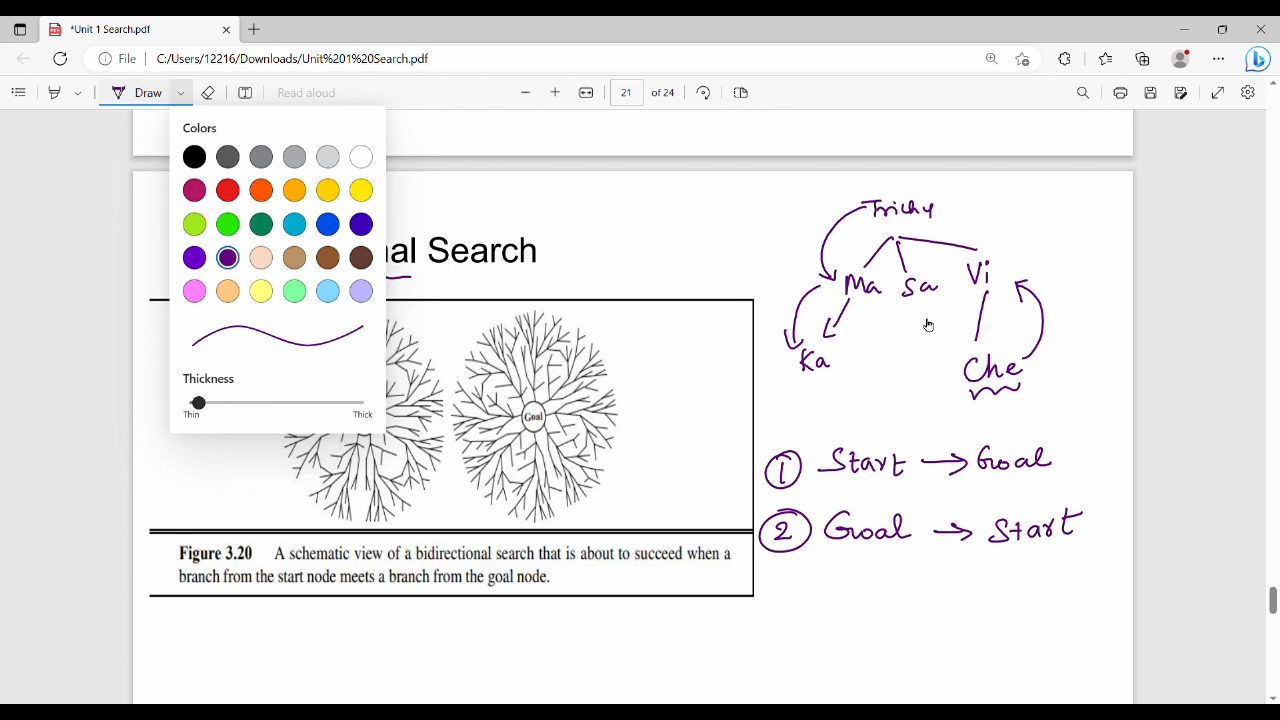 *Unit 1 Search.pdf
File
C:/Users/12216/Downloads/Unit%201%20Search.pdf
Draw
Read aloud
21 of 24
Colors
Thickness
Thin Thick
nal Search
Goal
Figure 3.20 A schematic view of a bidirectional search that is about to succeed when a
branch from the start node meets a branch from the goal node.
Trichy
Ma Sa Vi
Ka Che
1 Start → Goal
2 Goal → Start